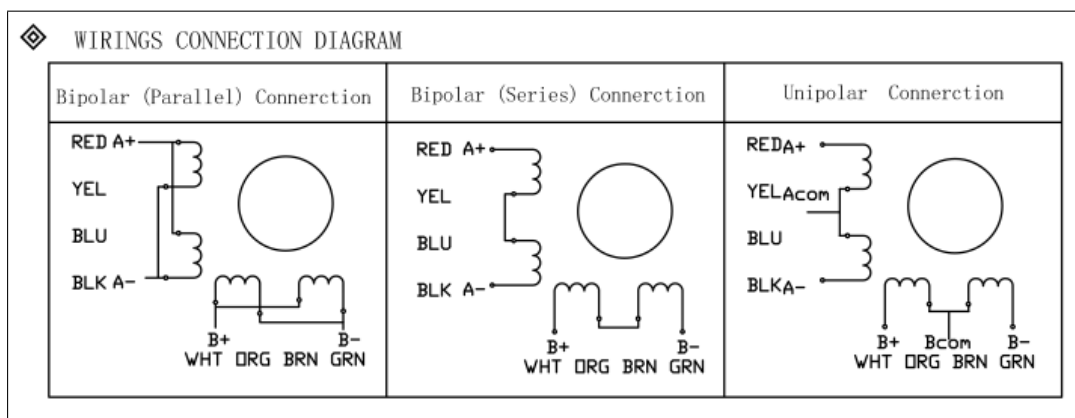 WIRINGS CONNECTION DIAGRAM
Bipolar (Parallel) Connerction
RED A+
YEL
BLU
BLK A-
B+ B-
WHT ORG BRN GRN
Bipolar (Series) Connerction
RED A+
YEL
BLU
BLK A-
B+ B-
WHT ORG BRN GRN
Unipolar Connerction
REDA+
YELAcom
BLU
BLKA-
B+ Bcom B-
WHT ORG BRN GRN